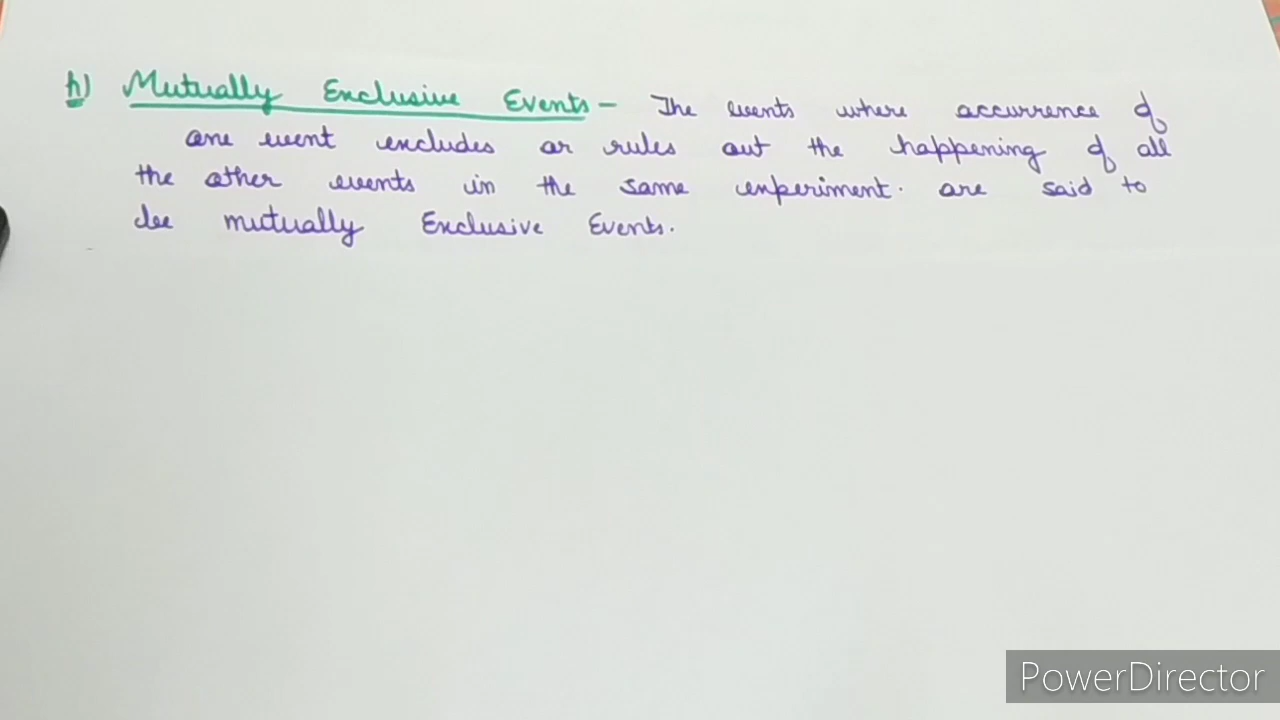 h) Mutually Exclusive Events - The events where occurrence of
one event excludes or rules out the happening of all
the other events in the same experiment. are said to
be mutually Exclusive Events.
PowerDirector